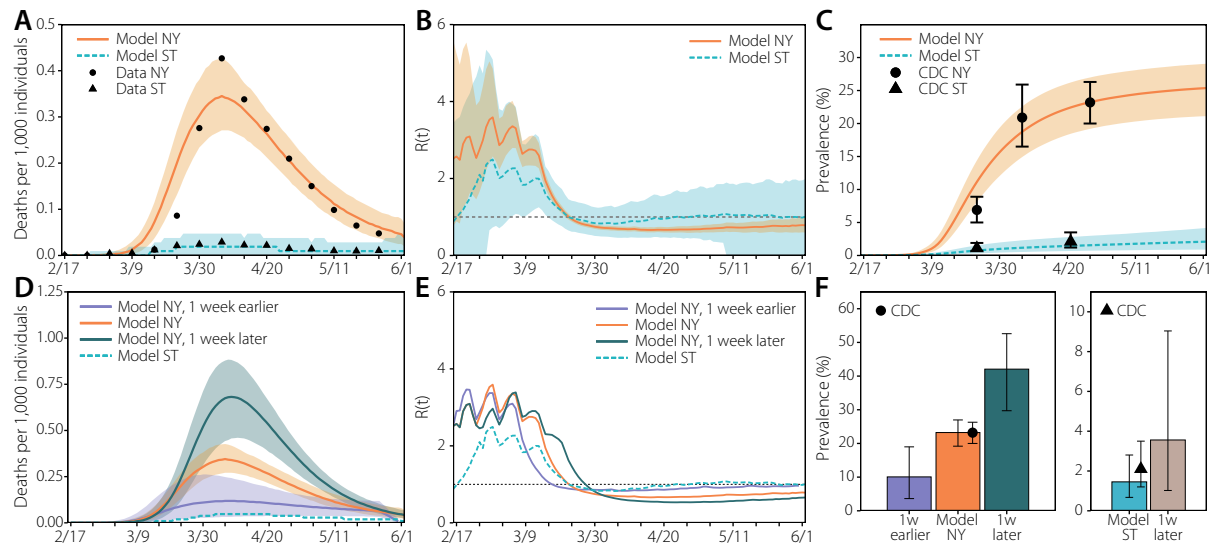 A
Deaths per 1,000 individuals
0.5
0.4
0.3
0.2
0.1
0.0
Model NY
Model ST
Data NY
Data ST
2/17
3/9
3/30
4/20
5/11
6/1
B
R(t)
6
4
2
0
Model NY
Model ST
2/17
3/9
3/30
4/20
5/11
6/1
C
Prevalence (%)
25
20
15
10
5
0
30
Model NY
Model ST
CDC NY
CDC ST
2/17
3/9
3/30
4/20
5/11
6/1
D
Deaths per 1,000 individuals
1.25
1.00
0.75
0.50
0.25
0.00
Model NY, 1 week earlier
Model NY
Model NY, 1 week later
Model ST
2/17
3/9
3/30
4/20
5/11
6/1
E
R(t)
6
4
2
0
Model NY, 1 week earlier
Model NY
Model NY, 1 week later
Model ST
2/17
3/9
3/30
4/20
5/11
6/1
F
Prevalence (%)
60
50
40
30
20
10
0
CDC
1w
earlier
Model
NY
1w
later
10
8
6
4
2
0
CDC
Model
ST
1w
later